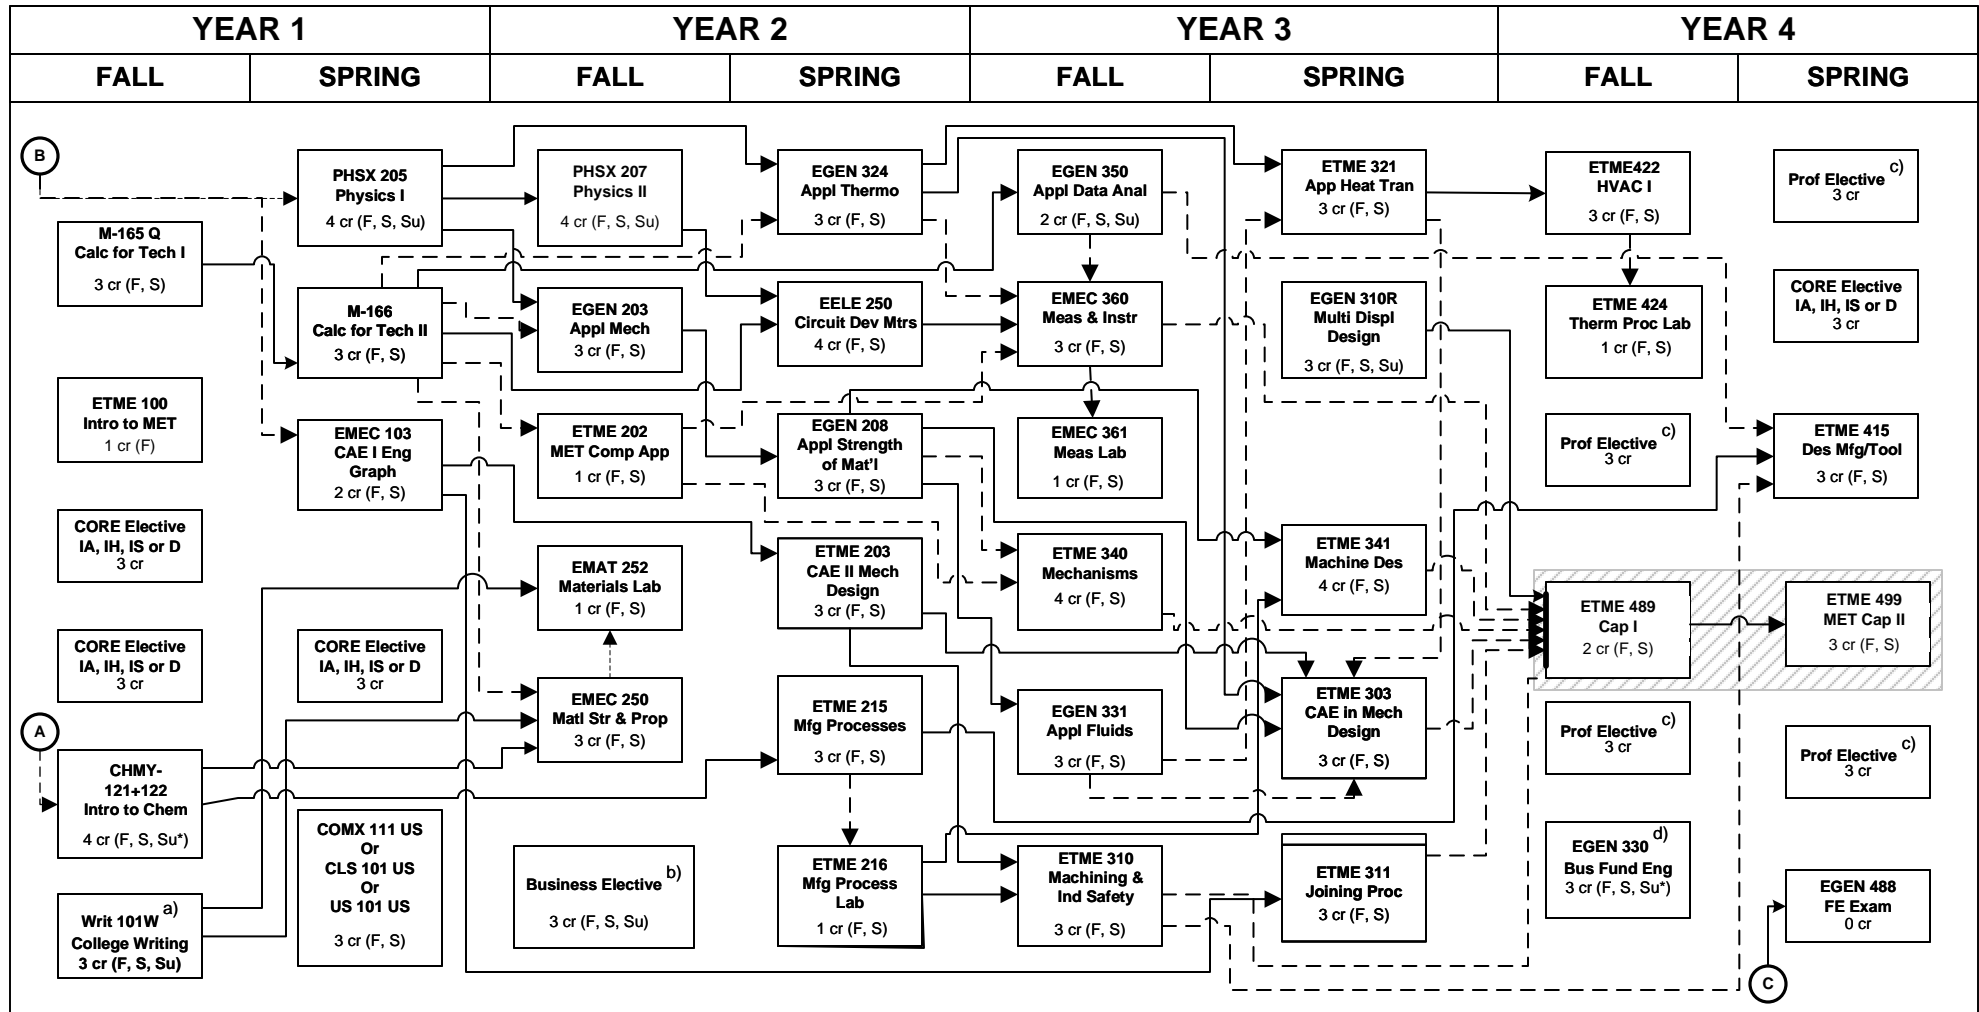 YEAR 1
YEAR 2
YEAR 3
YEAR 4
FALL
SPRING
FALL
SPRING
FALL
SPRING
FALL
SPRING
B
M-165 Q
Calc for Tech I
3 cr (F, S)
ETME 100
Intro to MET
1 cr (F)
CORE Elective
IA, IH, IS or D
3 cr
CORE Elective
IA, IH, IS or D
3 cr
A
CHMY-
121+122
Intro to Chem
4 cr (F, S, Su*)
Writ 101W a)
College Writing
3 cr (F, S, Su)
PHSX 205
Physics I
4 cr (F, S, Su)
M-166
Calc for Tech II
3 cr (F, S)
EMEC 103
CAE I Eng
Graph
2 cr (F, S)
CORE Elective
IA, IH, IS or D
3 cr
COMX 111 US
Or
CLS 101 US
Or
US 101 US
3 cr (F, S)
PHSX 207
Physics II
4 cr (F, S, Su)
EGEN 203
Appl Mech
3 cr (F, S)
ETME 202
MET Comp App
1 cr (F, S)
EMAT 252
Materials Lab
1 cr (F, S)
EMEC 250
Matl Str & Prop
3 cr (F, S)
Business Elective b)
3 cr (F, S, Su)
EGEN 324
Appl Thermo
3 cr (F, S)
EELE 250
Circuit Dev Mtrs
4 cr (F, S)
EGEN 208
Appl Strength
of Mat'l
3 cr (F, S)
ETME 203
CAE II Mech
Design
3 cr (F, S)
ETME 215
Mfg Processes
3 cr (F, S)
ETME 216
Mfg Process
Lab
1 cr (F, S)
EGEN 350
Appl Data Anal
2 cr (F, S, Su)
EMEC 360
Meas & Instr
3 cr (F, S)
EMEC 361
Meas Lab
1 cr (F, S)
ETME 340
Mechanisms
4 cr (F, S)
EGEN 331
Appl Fluids
3 cr (F, S)
ETME 310
Machining &
Ind Safety
3 cr (F, S)
ETME 321
App Heat Tran
3 cr (F, S)
EGEN 310R
Multi Displ
Design
3 cr (F, S, Su)
ETME 341
Machine Des
4 cr (F, S)
ETME 303
CAE in Mech
Design
3 cr (F, S)
ETME 311
Joining Proc
3 cr (F, S)
ETME422
HVAC I
3 cr (F, S)
ETME 424
Therm Proc Lab
1 cr (F, S)
Prof Elective c)
3 cr
ETME 489
Cap I
2 cr (F, S)
Prof Elective c)
3 cr
EGEN 330 d)
Bus Fund Eng
3 cr (F, S, Su*)
Prof Elective c)
3 cr
CORE Elective
IA, IH, IS or D
3 cr
ETME 415
Des Mfg/Tool
3 cr (F, S)
ETME 499
MET Cap II
3 cr (F, S)
Prof Elective c)
3 cr
EGEN 488
FE Exam
0 cr
C